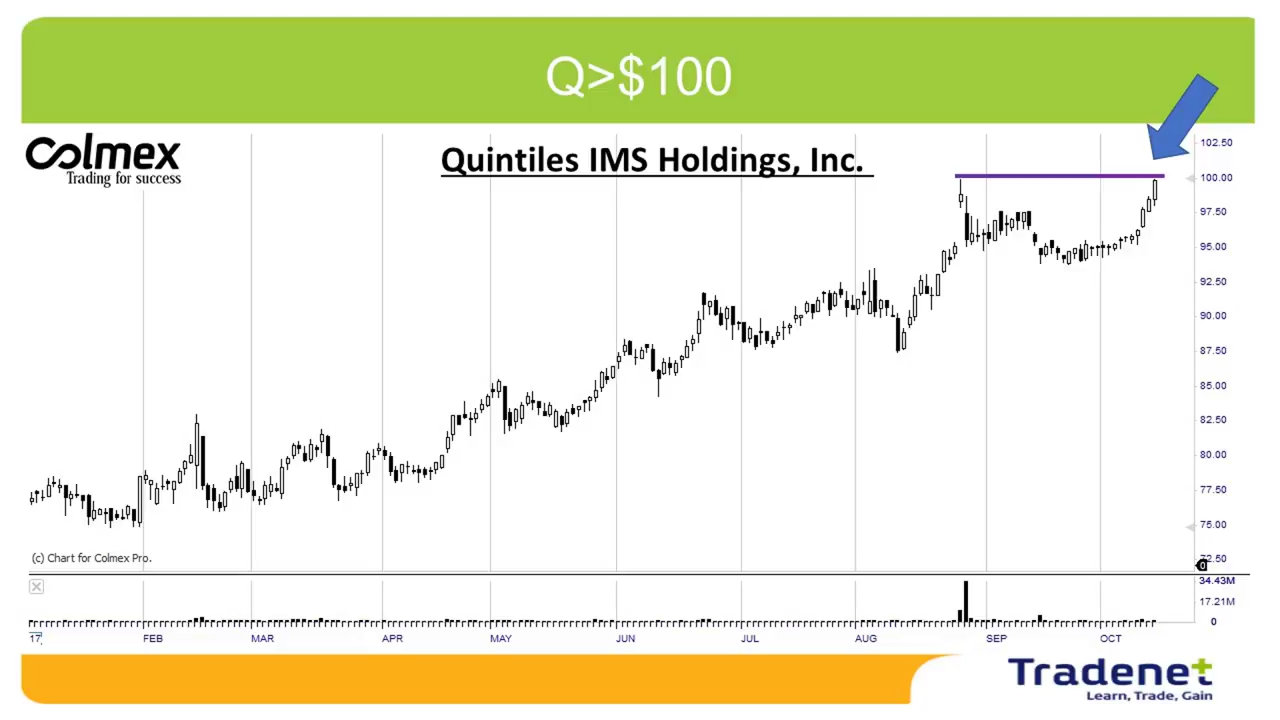 Q>$100
Colmex
Trading for success
Quintiles IMS Holdings, Inc.
102.50
100.00
97.50
95.00
92.50
90.00
87.50
85.00
82.50
80.00
77.50
75.00
72.50
0
(c) Chart for Colmex Pro.
34.43M
17.21M
0
17, FEB MAR APR MAY JUN JUL AUG SEP OCT
Tradenet
Learn, Trade, Gain